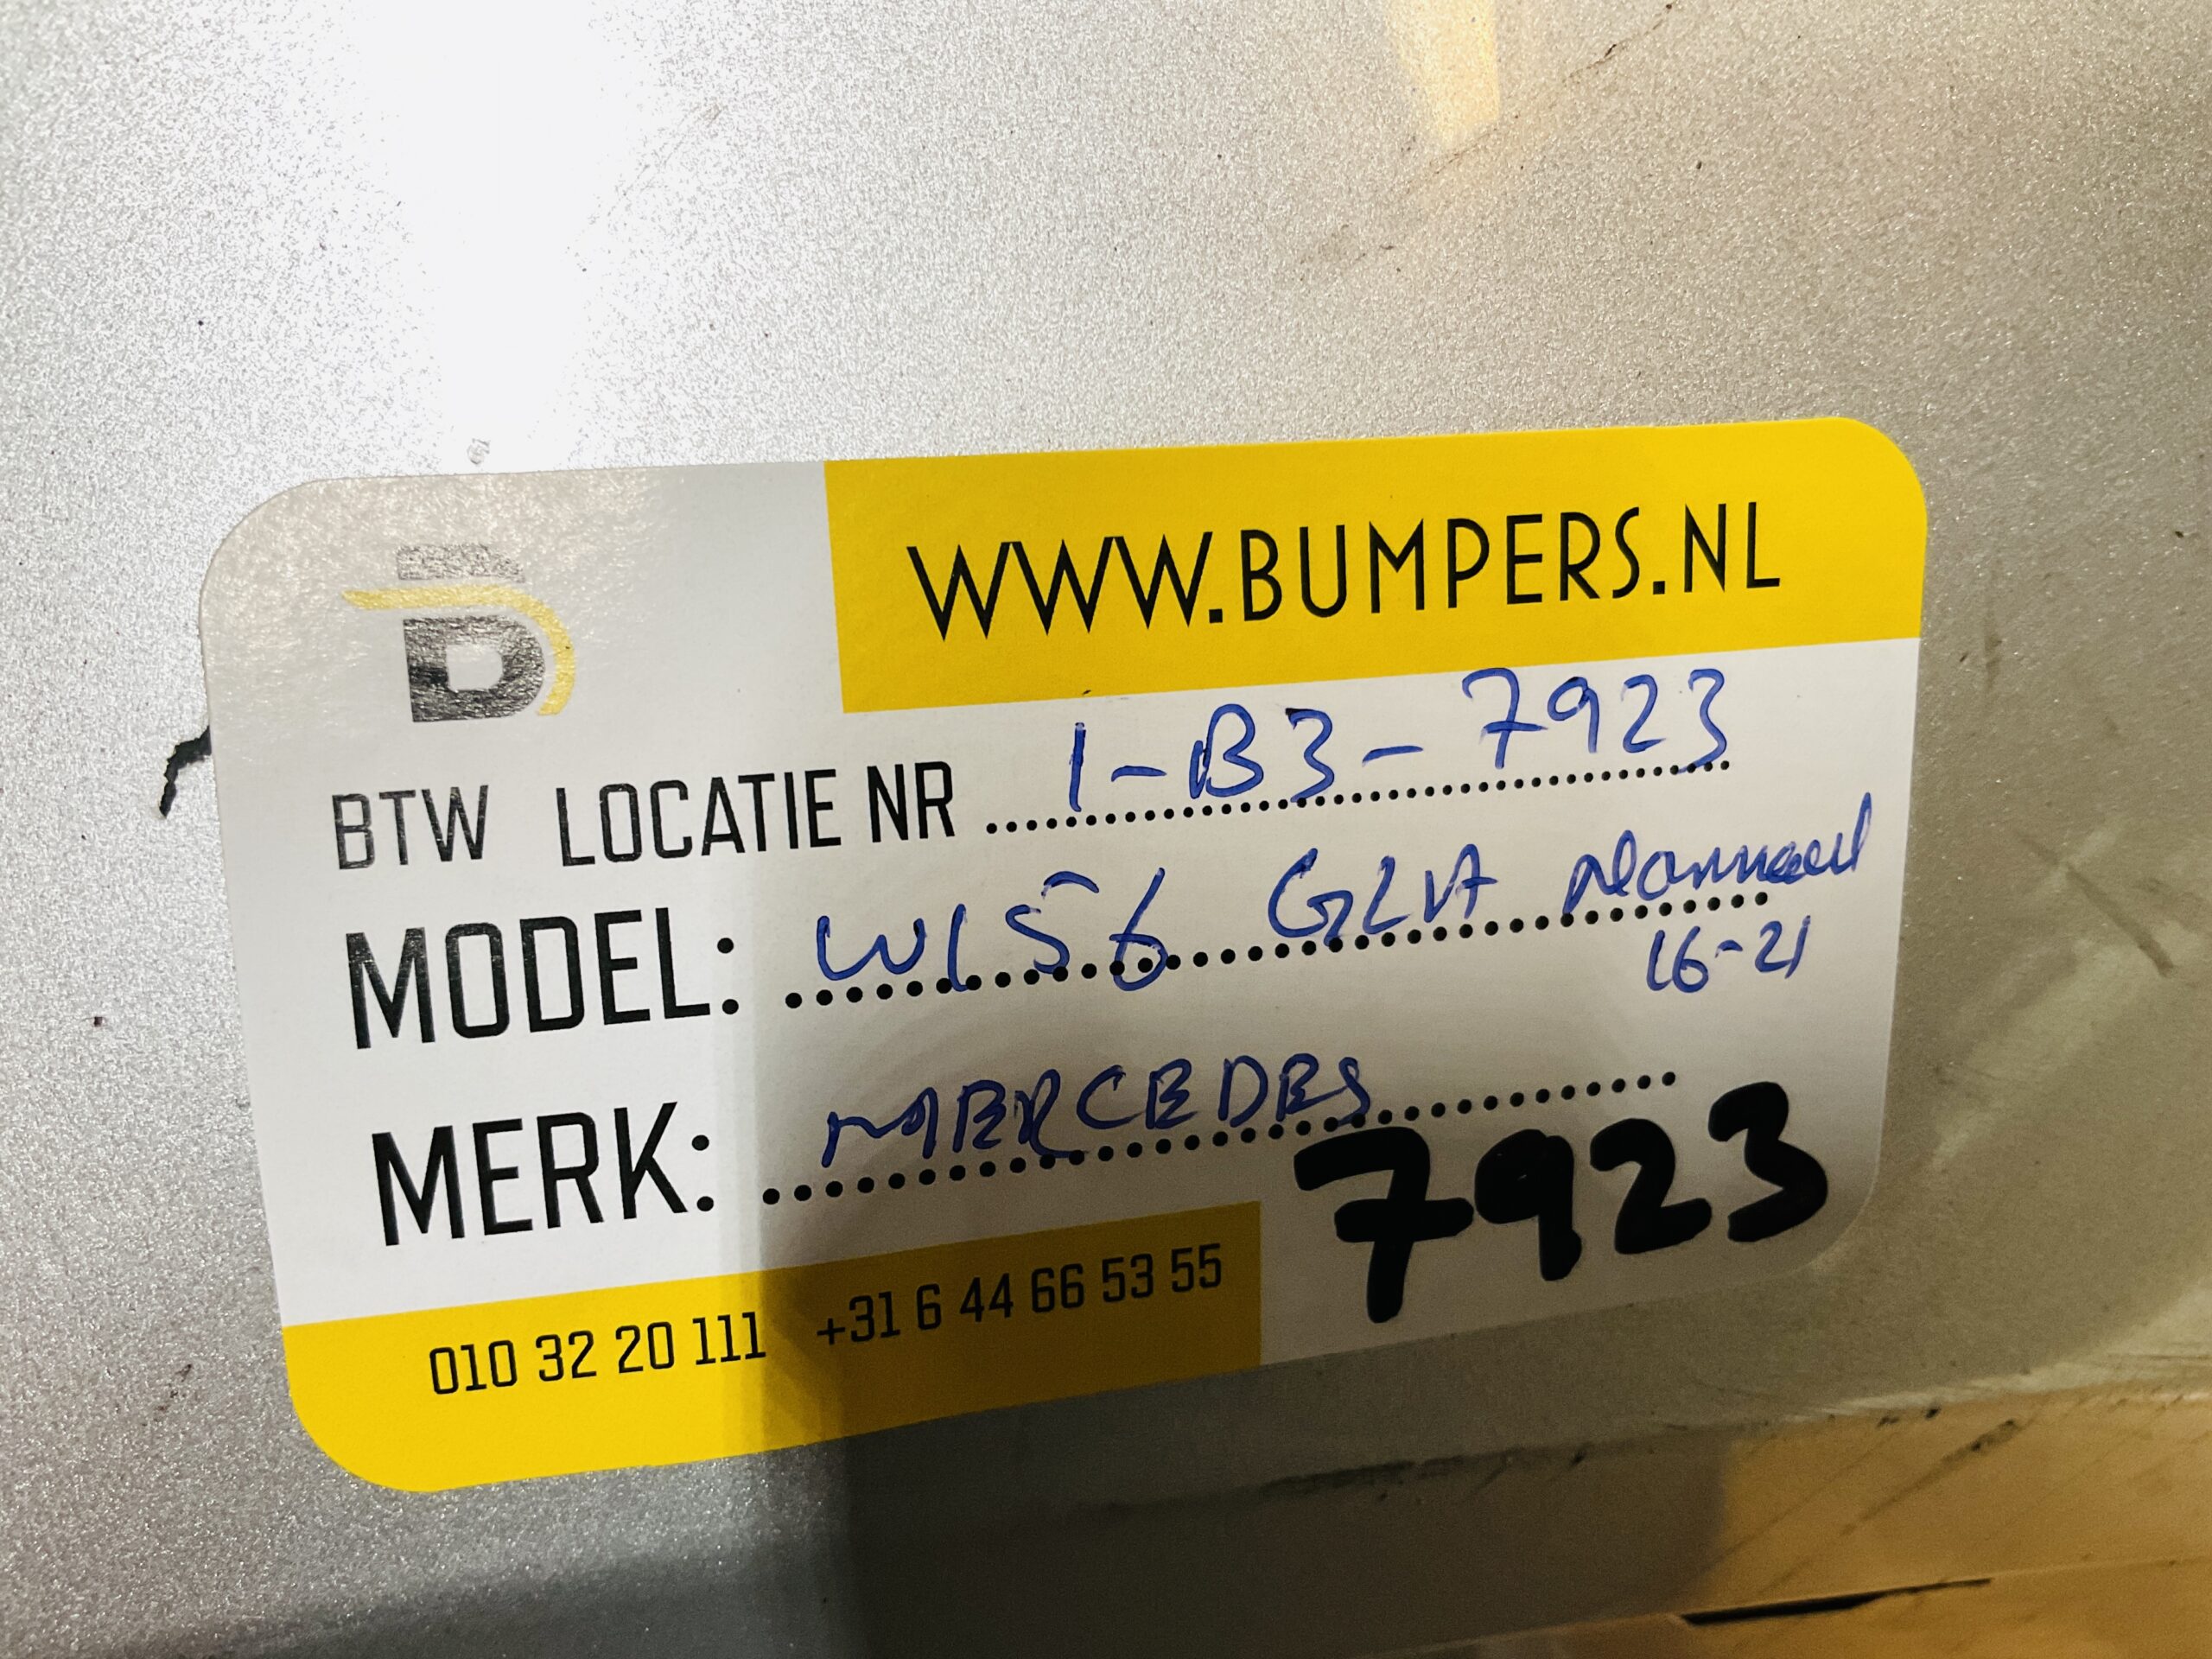 B
WWW.BUMPERS.NL
BTW LOCATIE NR 1-B3-7923
MODEL: W156 GLA Normaal
16-21
MERK: MERCEDES
7923
010 32 20 111 +31 6 44 66 53 55